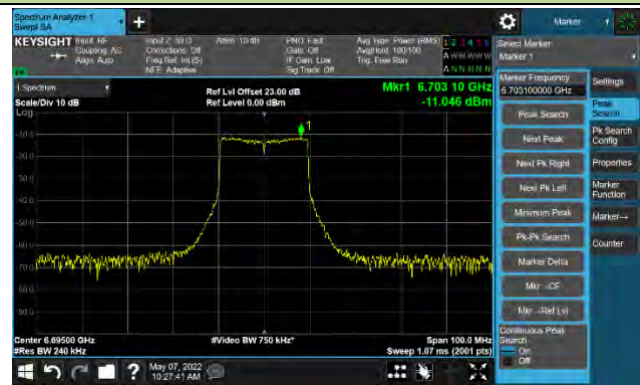 Spectrum Analyzer 1
Swept SA
+
Marker
KEYSIGHT Input: RF
Coupling: AC
Align: Auto
Input Z: 50 Ω
Corrections: Off
Freq Ref: Int (S)
NFE: Adaptive
Atten: 10 dB
PNO: Fast
Gate: Off
IF Gain: Low
Sig Track: Off
Avg Type: Power (RMS)
Avg|Hold: 100/100
Trig: Free Run
1 2 3 4 5 6
A W W W W W
A N N N N N
Select Marker
Marker 1
1 Spectrum
Scale/Div 10 dB
Log
Ref Lvl Offset 23.00 dB
Ref Level 0.00 dBm
Mkr1 6.703 10 GHz
-11.046 dBm
1
-10.0
-30.0
-50.0
-60.0
-70.0
-80.0
-90.0
Center 6.69500 GHz
#Res BW 240 kHz
#Video BW 750 kHz*
Span 100.0 MHz
Sweep 1.07 ms (2001 pts)
Marker Frequency
6.703100000 GHz
Peak Search
Next Peak
Next Pk Right
Next Pk Left
Minimum Peak
Pk-Pk Search
Marker Delta
Mkr→CF
Mkr→Ref Lvl
Continuous Peak
Search
On
Off
Settings
Peak
Search
Pk Search
Config
Properties
Marker
Function
Marker→
Counter
?
May 07, 2022
10:27:41 AM